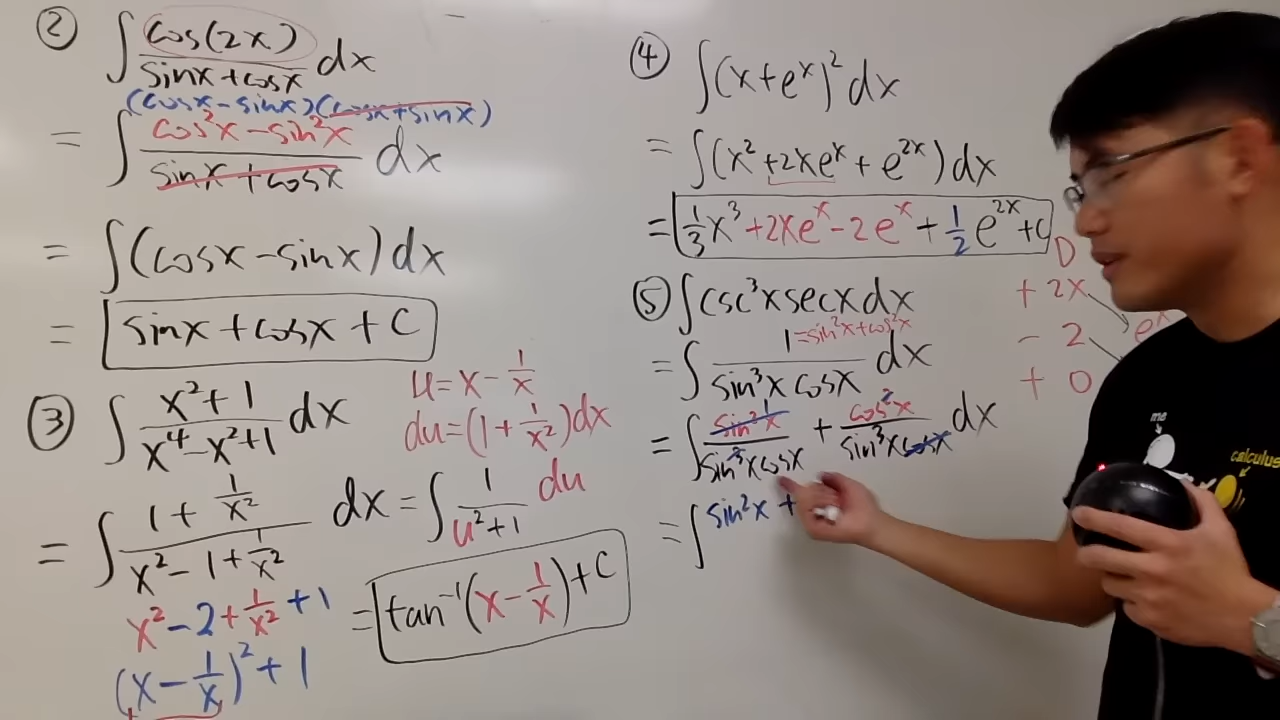 ② ∫ cos(2x) / (sinx + cosx) dx
(cosx - sinx)(cosx + sinx)
= ∫ (cos²x - sin²x) / (sinx + cosx) dx
= ∫ (cosx - sinx) dx
= sinx + cosx + C
③ ∫ (x² + 1) / (x⁴ - x² + 1) dx
u = x - 1/x
du = (1 + 1/x²) dx
= ∫ (1 + 1/x²) / (x² - 1 + 1/x²) dx = ∫ 1 / (u² + 1) du
x² - 2 + 1/x² + 1
(x - 1/x)² + 1
= tan⁻¹(x - 1/x) + C
④ ∫ (x + eˣ)² dx
= ∫ (x² + 2xeˣ + e²ˣ) dx
= 1/3 x³ + 2xeˣ - 2eˣ + 1/2 e²ˣ + C
D
+ 2x
- 2 eˣ
+ 0
⑤ ∫ csc³x secx dx
= ∫ 1 / (sin³x cosx) dx
1 = sin²x + cos²x
= ∫ sin²x / (sin³x cosx) + cos²x / (sin³x cosx) dx
= ∫ sin²x +
me
calculus